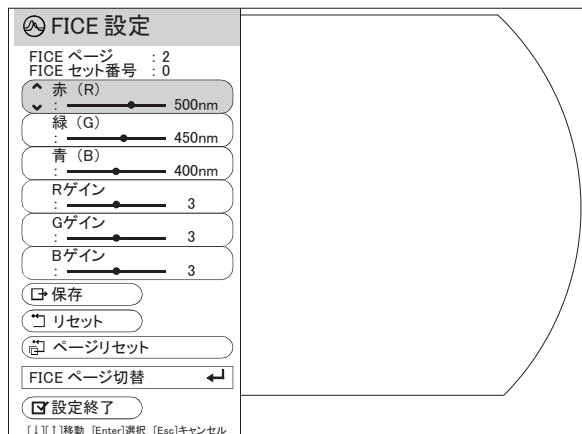 FICE 設定
FICE ページ : 2
FICE セット番号 : 0
赤 (R)
: 500nm
緑 (G)
: 450nm
青 (B)
: 400nm
Rゲイン
: 3
Gゲイン
: 3
Bゲイン
: 3
保存
リセット
ページリセット
FICE ページ切替
設定終了
[↓][↑]移動 [Enter]選択 [Esc]キャンセル